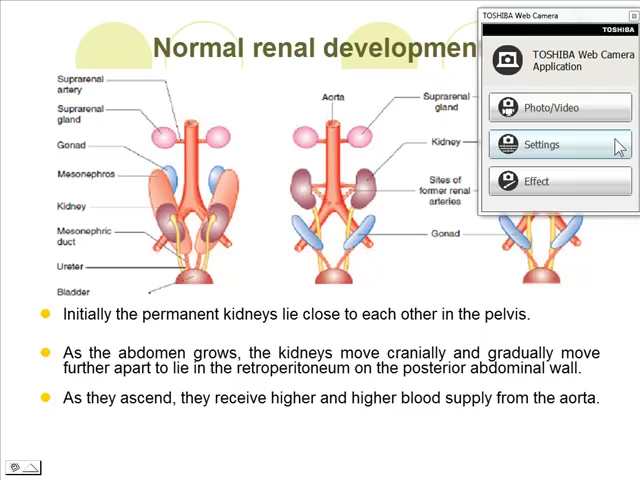 Normal renal developmen
TOSHIBA Web Camera
TOSHIBA
TOSHIBA Web Camera
Application
Photo/Video
Settings
Effect
Suprarenal
artery
Suprarenal
gland
Gonad
Mesonephros
Kidney
Mesonephric
duct
Ureter
Bladder
Aorta
Suprarenal
gland
Kidney
Sites of
former renal
arteries
Gonad
Initially the permanent kidneys lie close to each other in the pelvis.
As the abdomen grows, the kidneys move cranially and gradually move
further apart to lie in the retroperitoneum on the posterior abdominal wall.
As they ascend, they receive higher and higher blood supply from the aorta.